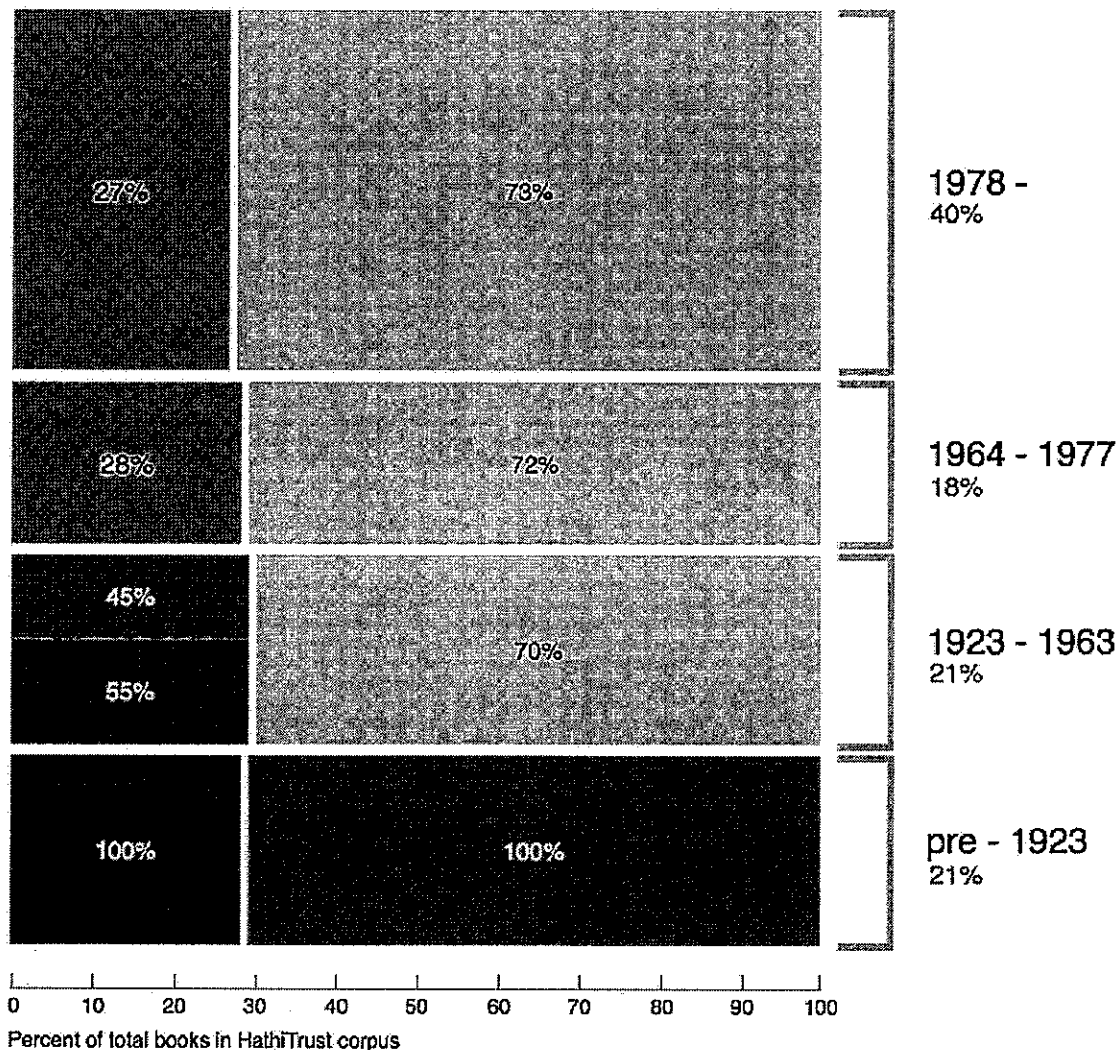 27%
73%
1978 -
40%
28%
72%
1964 - 1977
18%
45%
55%
70%
1923 - 1963
21%
100%
100%
pre - 1923
21%
0 10 20 30 40 50 60 70 80 90 100
Percent of total books in HathiTrust corpus